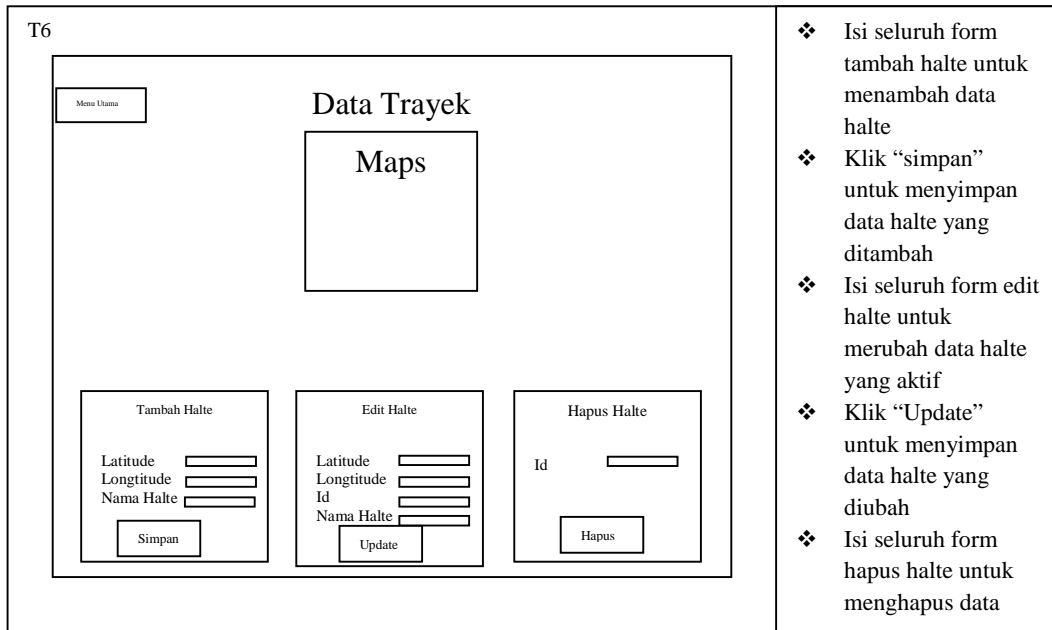 T6
Menu Utama
Data Trayek
Maps
Tambah Halte
Latitude
Longtitude
Nama Halte
Simpan
Edit Halte
Latitude
Longtitude
Id
Nama Halte
Update
Hapus Halte
Id
Hapus
❖ Isi seluruh form
tambah halte untuk
menambah data
halte
❖ Klik “simpan”
untuk menyimpan
data halte yang
ditambah
❖ Isi seluruh form edit
halte untuk
merubah data halte
yang aktif
❖ Klik “Update”
untuk menyimpan
data halte yang
diubah
❖ Isi seluruh form
hapus halte untuk
menghapus data